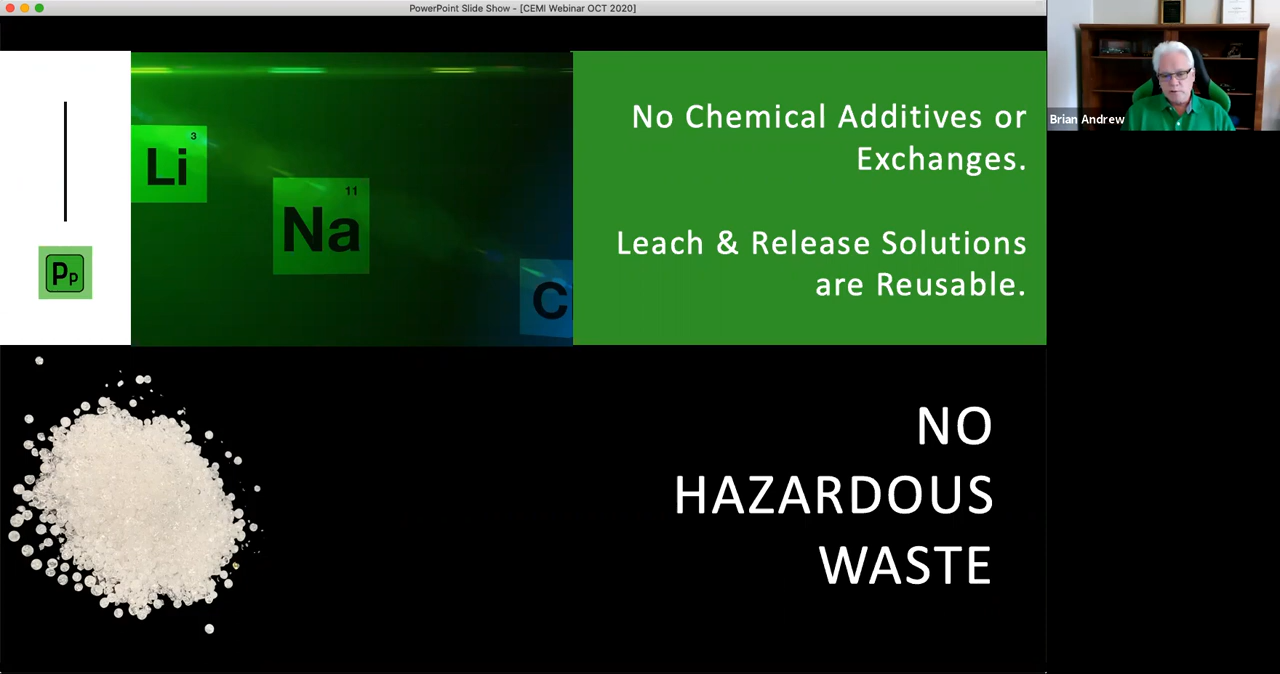 PowerPoint Slide Show - [CEMI Webinar OCT 2020]
3
Li
11
Na
C
Pp
No Chemical Additives or
Exchanges.
Leach & Release Solutions
are Reusable.
NO
HAZARDOUS
WASTE
Brian Andrew